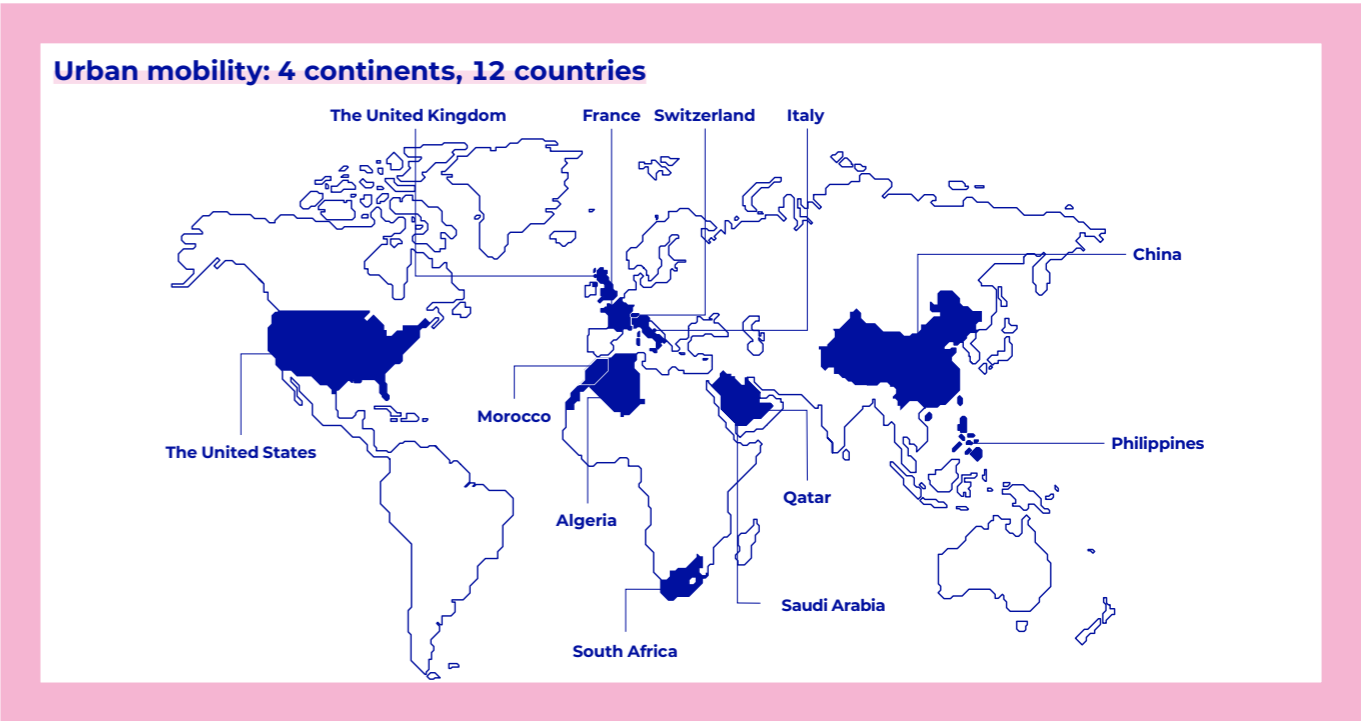 Urban mobility: 4 continents, 12 countries
The United Kingdom
France
Switzerland
Italy
China
Morocco
The United States
Philippines
Qatar
Algeria
Saudi Arabia
South Africa